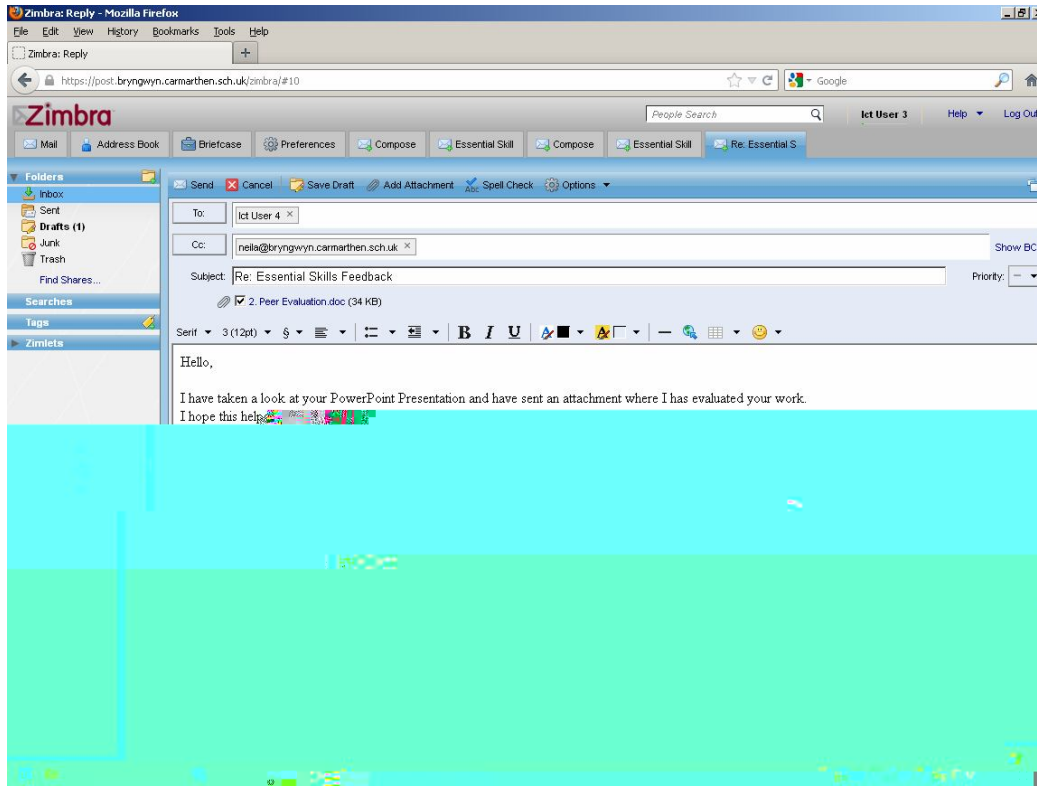 Zimbra: Reply - Mozilla Firefox
File Edit View History Bookmarks Tools Help
Zimbra: Reply
https://post.bryngwyn.carmarthen.sch.uk/zimbra/#10
Google
Zimbra
People Search
Ict User 3
Help
Log Out
Mail Address Book Briefcase Preferences Compose Essential Skill Compose Essential Skill Re: Essential S
Folders
Inbox
Sent
Drafts (1)
Junk
Trash
Find Shares...
Searches
Tags
Zimlets
Send Cancel Save Draft Add Attachment Spell Check Options
To: Ict User 4
Cc: neila@bryngwyn.carmarthen.sch.uk
Show BC
Subject: Re: Essential Skills Feedback
Priority:
2. Peer Evaluation.doc (34 KB)
Serif 3 (12pt) § B I U
Hello,
I have taken a look at your PowerPoint Presentation and have sent an attachment where I has evaluated your work.
I hope this help